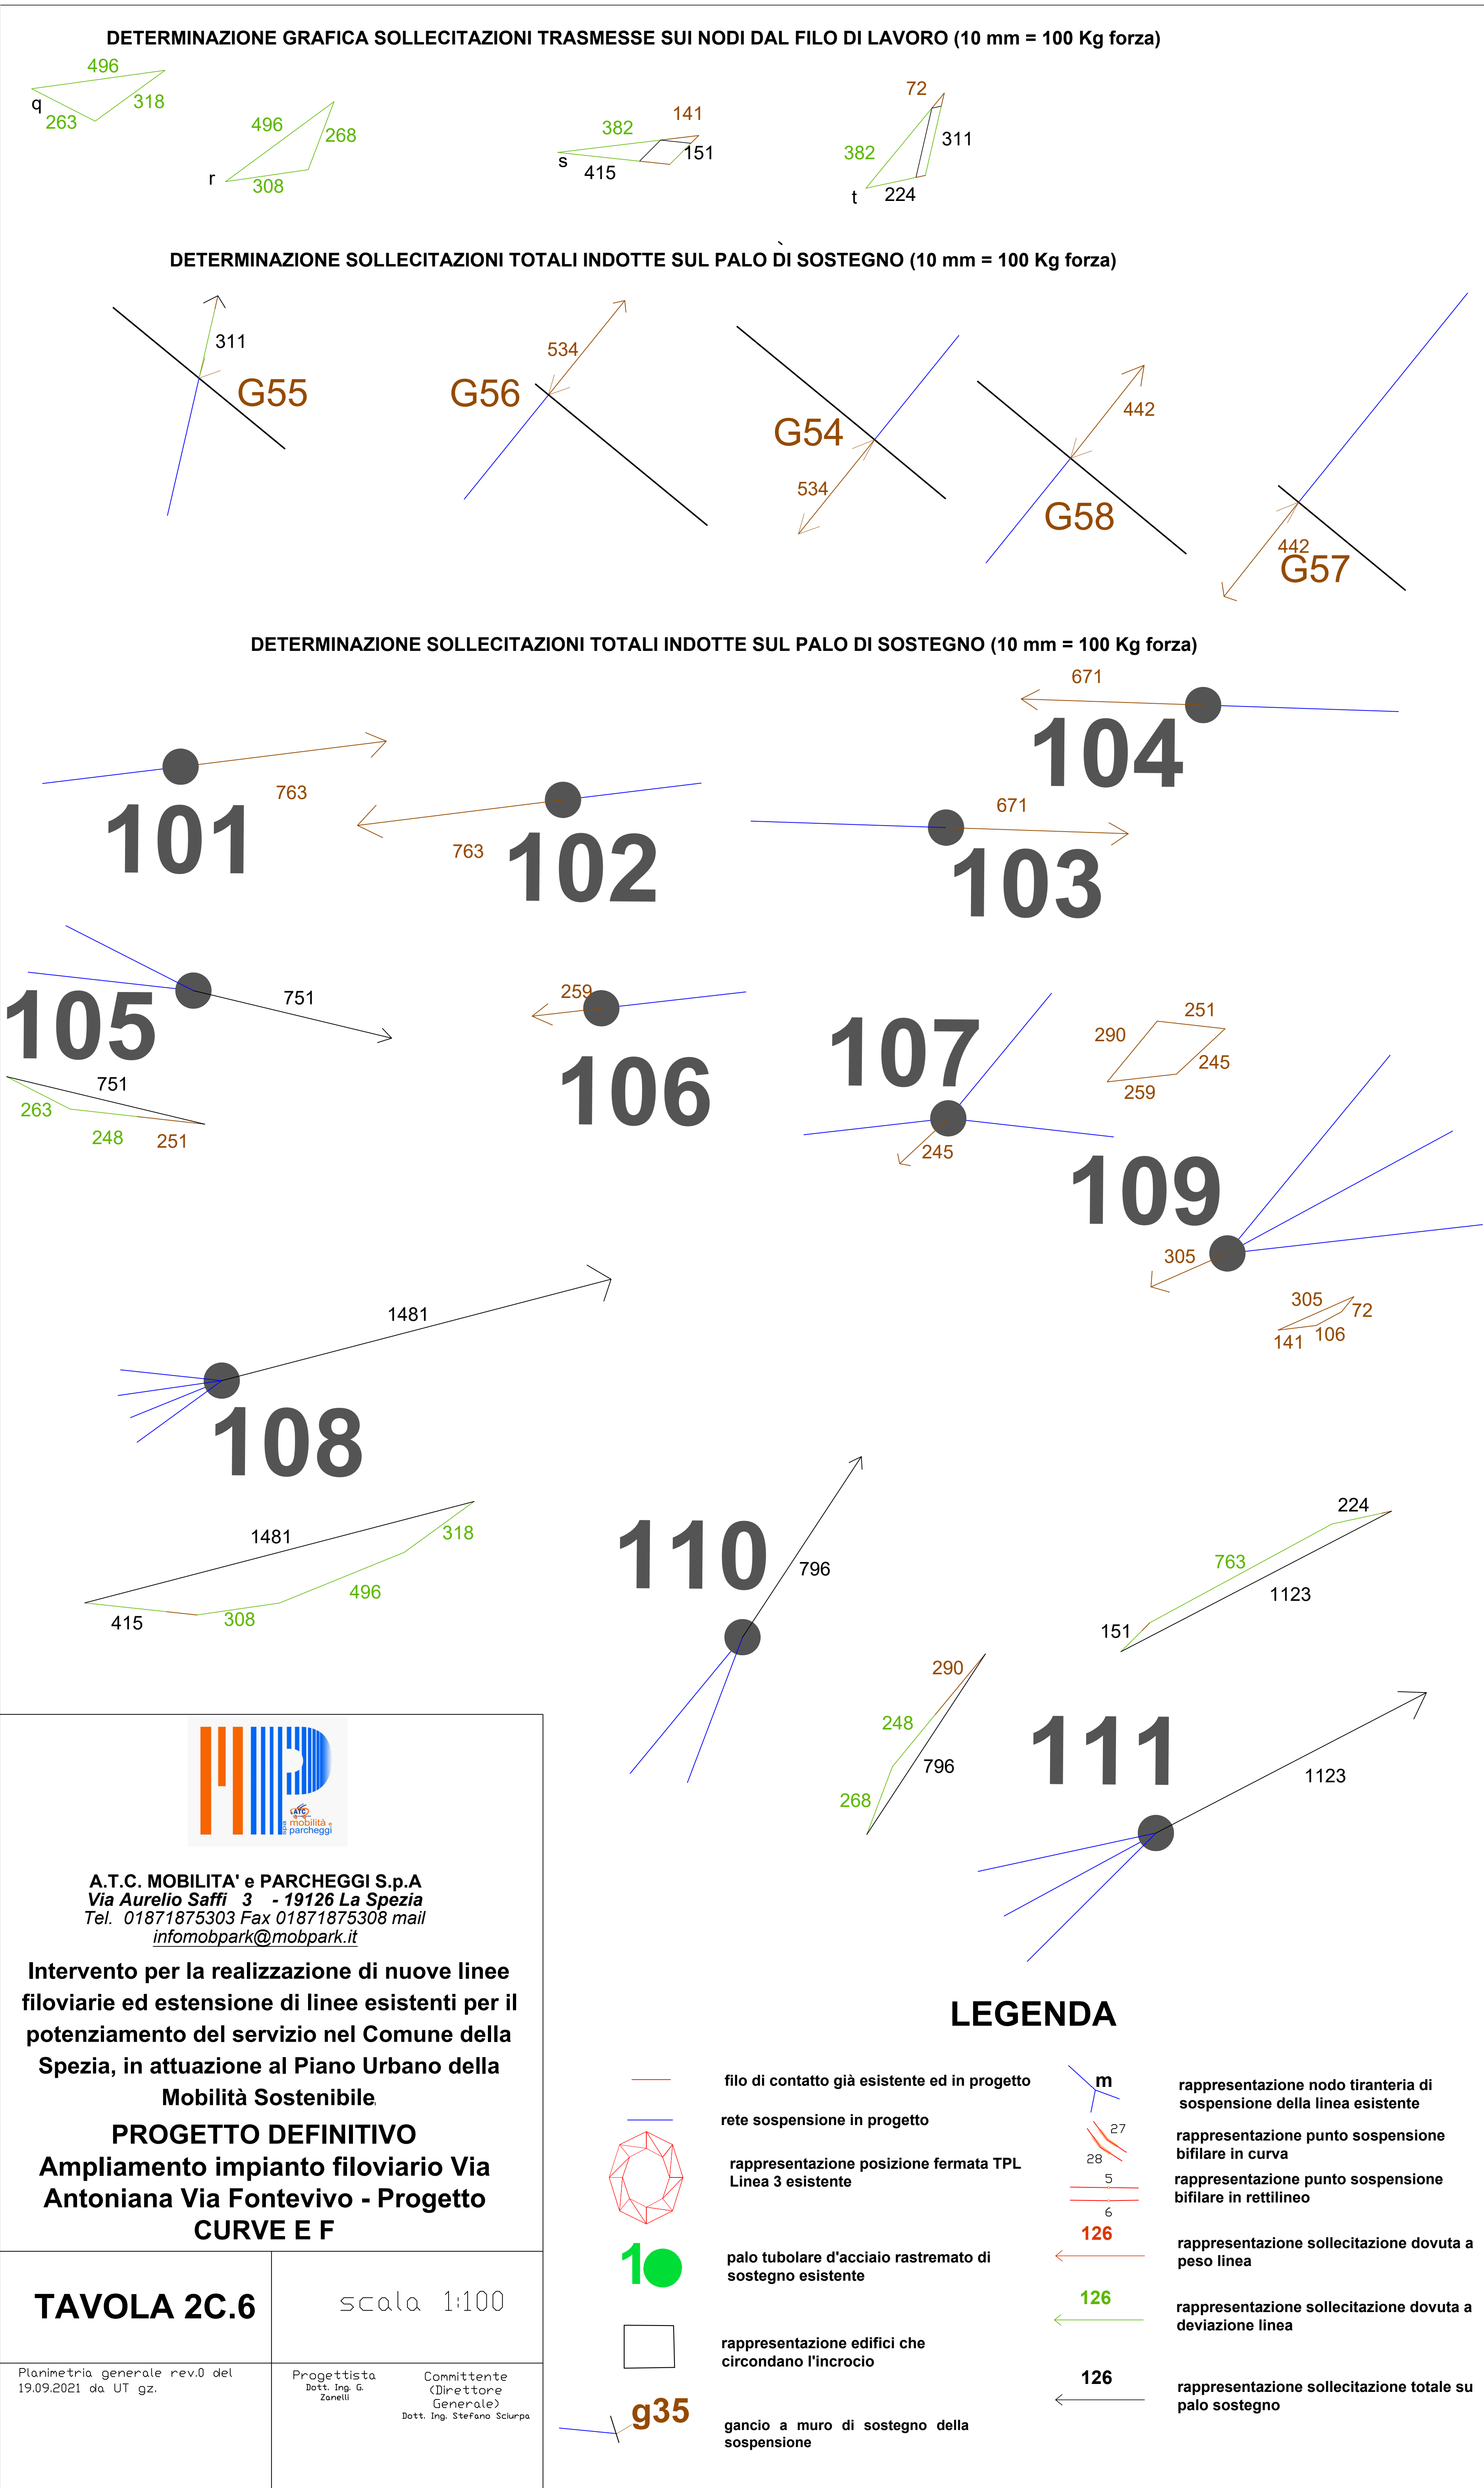 DETERMINAZIONE GRAFICA SOLLECITAZIONI TRASMESSE SUI NODI DAL FILO DI LAVORO (10 mm = 100 Kg forza)
496
q
318
263
496
268
r
308
382
141
s
151
415
72
311
382
t
224
DETERMINAZIONE SOLLECITAZIONI TOTALI INDOTTE SUL PALO DI SOSTEGNO (10 mm = 100 Kg forza)
311
G55
534
G56
G54
534
442
G58
442
G57
DETERMINAZIONE SOLLECITAZIONI TOTALI INDOTTE SUL PALO DI SOSTEGNO (10 mm = 100 Kg forza)
671
104
763
101
763
102
671
103
751
105
751
263
248
251
259
106
107
245
251
290
245
259
109
305
305
72
141
106
1481
108
1481
318
496
415
308
110
796
224
763
1123
151
290
248
796
268
111
1123
ATC
spa
mobilità e
parcheggi
A.T.C. MOBILITA' e PARCHEGGI S.p.A
Via Aurelio Saffi 3 - 19126 La Spezia
Tel. 01871875303 Fax 01871875308 mail
infomobpark@mobpark.it
Intervento per la realizzazione di nuove linee
filoviarie ed estensione di linee esistenti per il
potenziamento del servizio nel Comune della
Spezia, in attuazione al Piano Urbano della
Mobilità Sostenibile
PROGETTO DEFINITIVO
Ampliamento impianto filoviario Via
Antoniana Via Fontevivo - Progetto
CURVE E F
TAVOLA 2C.6
scala 1:100
Planimetria generale rev.0 del
19.09.2021 da UT gz.
Progettista
Dott. Ing. G.
Zanelli
Committente
(Direttore
Generale)
Dott. Ing. Stefano Sciurpa
LEGENDA
filo di contatto già esistente ed in progetto
rete sospensione in progetto
rappresentazione posizione fermata TPL
Linea 3 esistente
10
palo tubolare d'acciaio rastremato di
sostegno esistente
rappresentazione edifici che
circondano l'incrocio
g35
gancio a muro di sostegno della
sospensione
m
rappresentazione nodo tiranteria di
sospensione della linea esistente
27
28
rappresentazione punto sospensione
bifilare in curva
5
6
rappresentazione punto sospensione
bifilare in rettilineo
126
rappresentazione sollecitazione dovuta a
peso linea
126
rappresentazione sollecitazione dovuta a
deviazione linea
126
rappresentazione sollecitazione totale su
palo sostegno